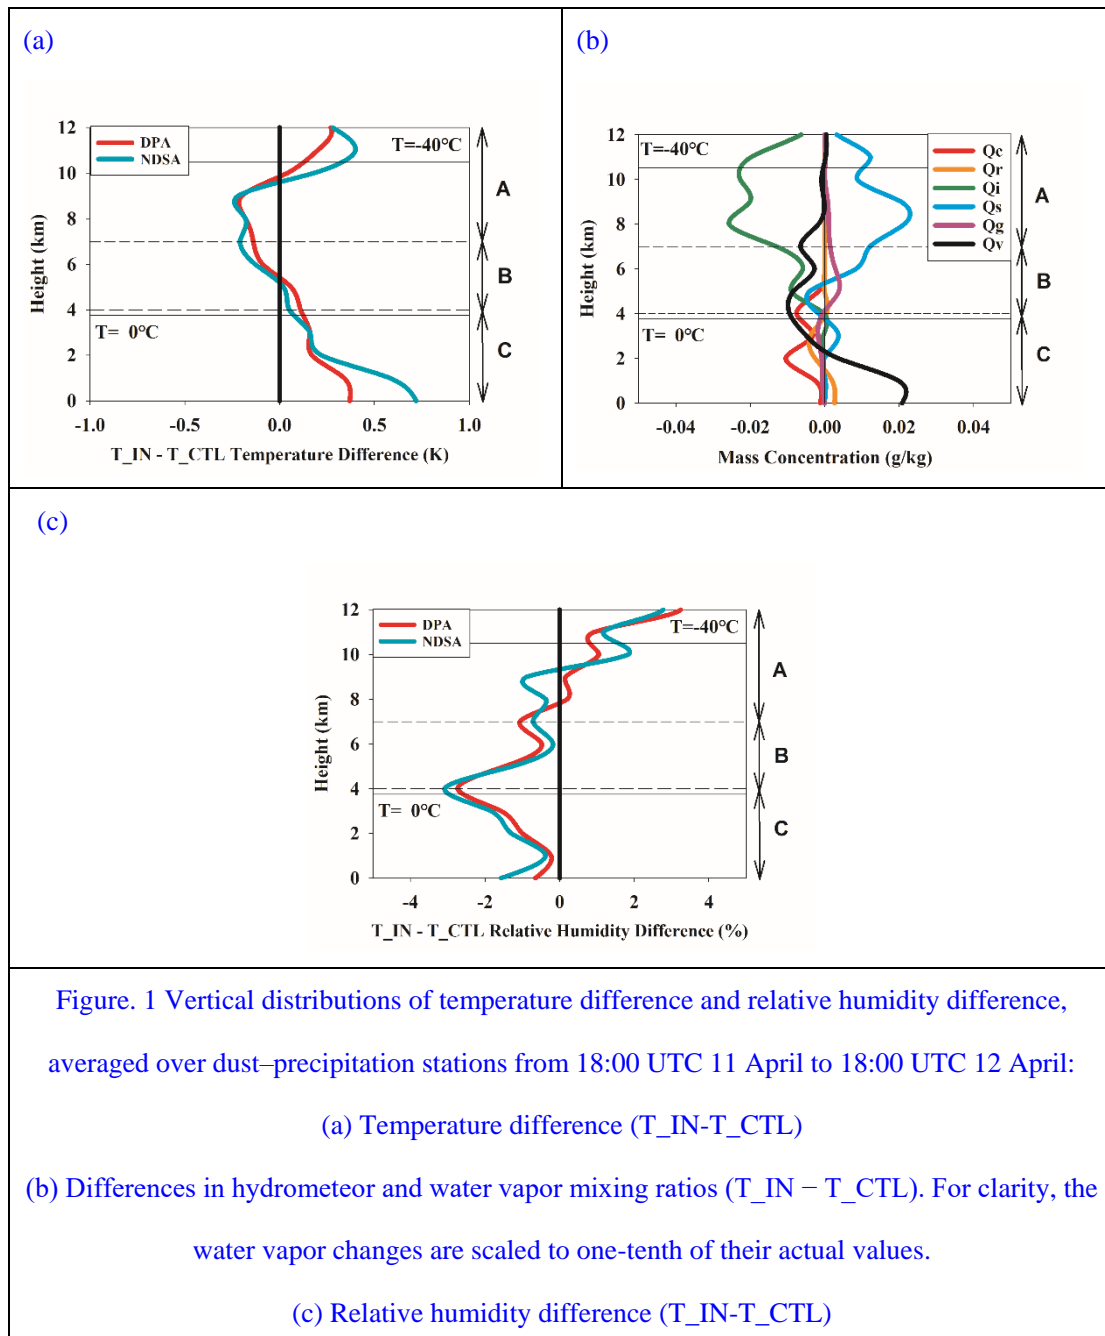 (a)
DPA
NDSA
T=-40°C
T= 0°C
12
10
8
6
4
2
0
Height (km)
-1.0 -0.5 0.0 0.5 1.0
T_IN - T_CTL Temperature Difference (K)
A
B
C
(b)
T=-40°C
T= 0°C
Qc
Qr
Qi
Qs
Qg
Qv
12
10
8
6
4
2
0
Height (km)
-0.04 -0.02 0.00 0.02 0.04
Mass Concentration (g/kg)
A
B
C
(c)
DPA
NDSA
T=-40°C
T= 0°C
12
10
8
6
4
2
0
Height (km)
-4 -2 0 2 4
T_IN - T_CTL Relative Humidity Difference (%)
A
B
C
Figure. 1 Vertical distributions of temperature difference and relative humidity difference,
averaged over dust–precipitation stations from 18:00 UTC 11 April to 18:00 UTC 12 April:
(a) Temperature difference (T_IN-T_CTL)
(b) Differences in hydrometeor and water vapor mixing ratios (T_IN − T_CTL). For clarity, the
water vapor changes are scaled to one-tenth of their actual values.
(c) Relative humidity difference (T_IN-T_CTL)